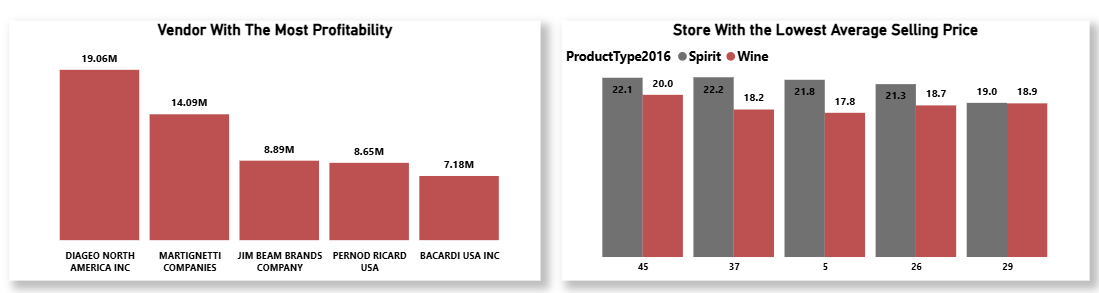 Vendor With The Most Profitability
19.06M
14.09M
8.89M
8.65M
7.18M
DIAGEO NORTH
AMERICA INC
MARTIGNETTI
COMPANIES
JIM BEAM BRANDS
COMPANY
PERNOD RICARD
USA
BACARDI USA INC
Store With the Lowest Average Selling Price
ProductType2016 Spirit Wine
22.1 20.0 22.2 18.2 21.8 17.8 21.3 18.7 19.0 18.9
45 37 5 26 29